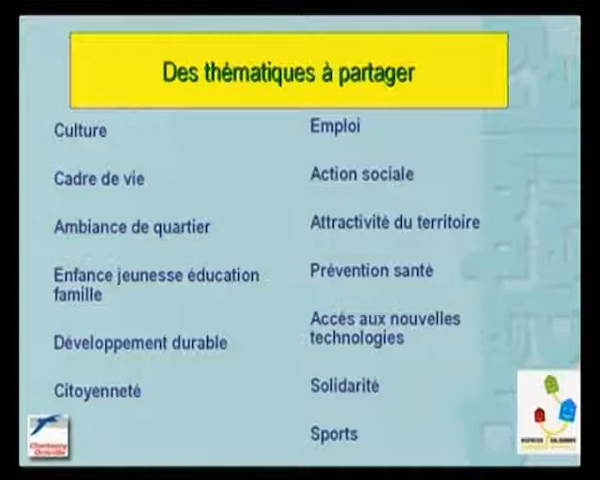 Des thématiques à partager
Culture
Cadre de vie
Ambiance de quartier
Enfance jeunesse éducation
famille
Développement durable
Citoyenneté
Emploi
Action sociale
Attractivité du territoire
Prévention santé
Accès aux nouvelles
technologies
Solidarité
Sports